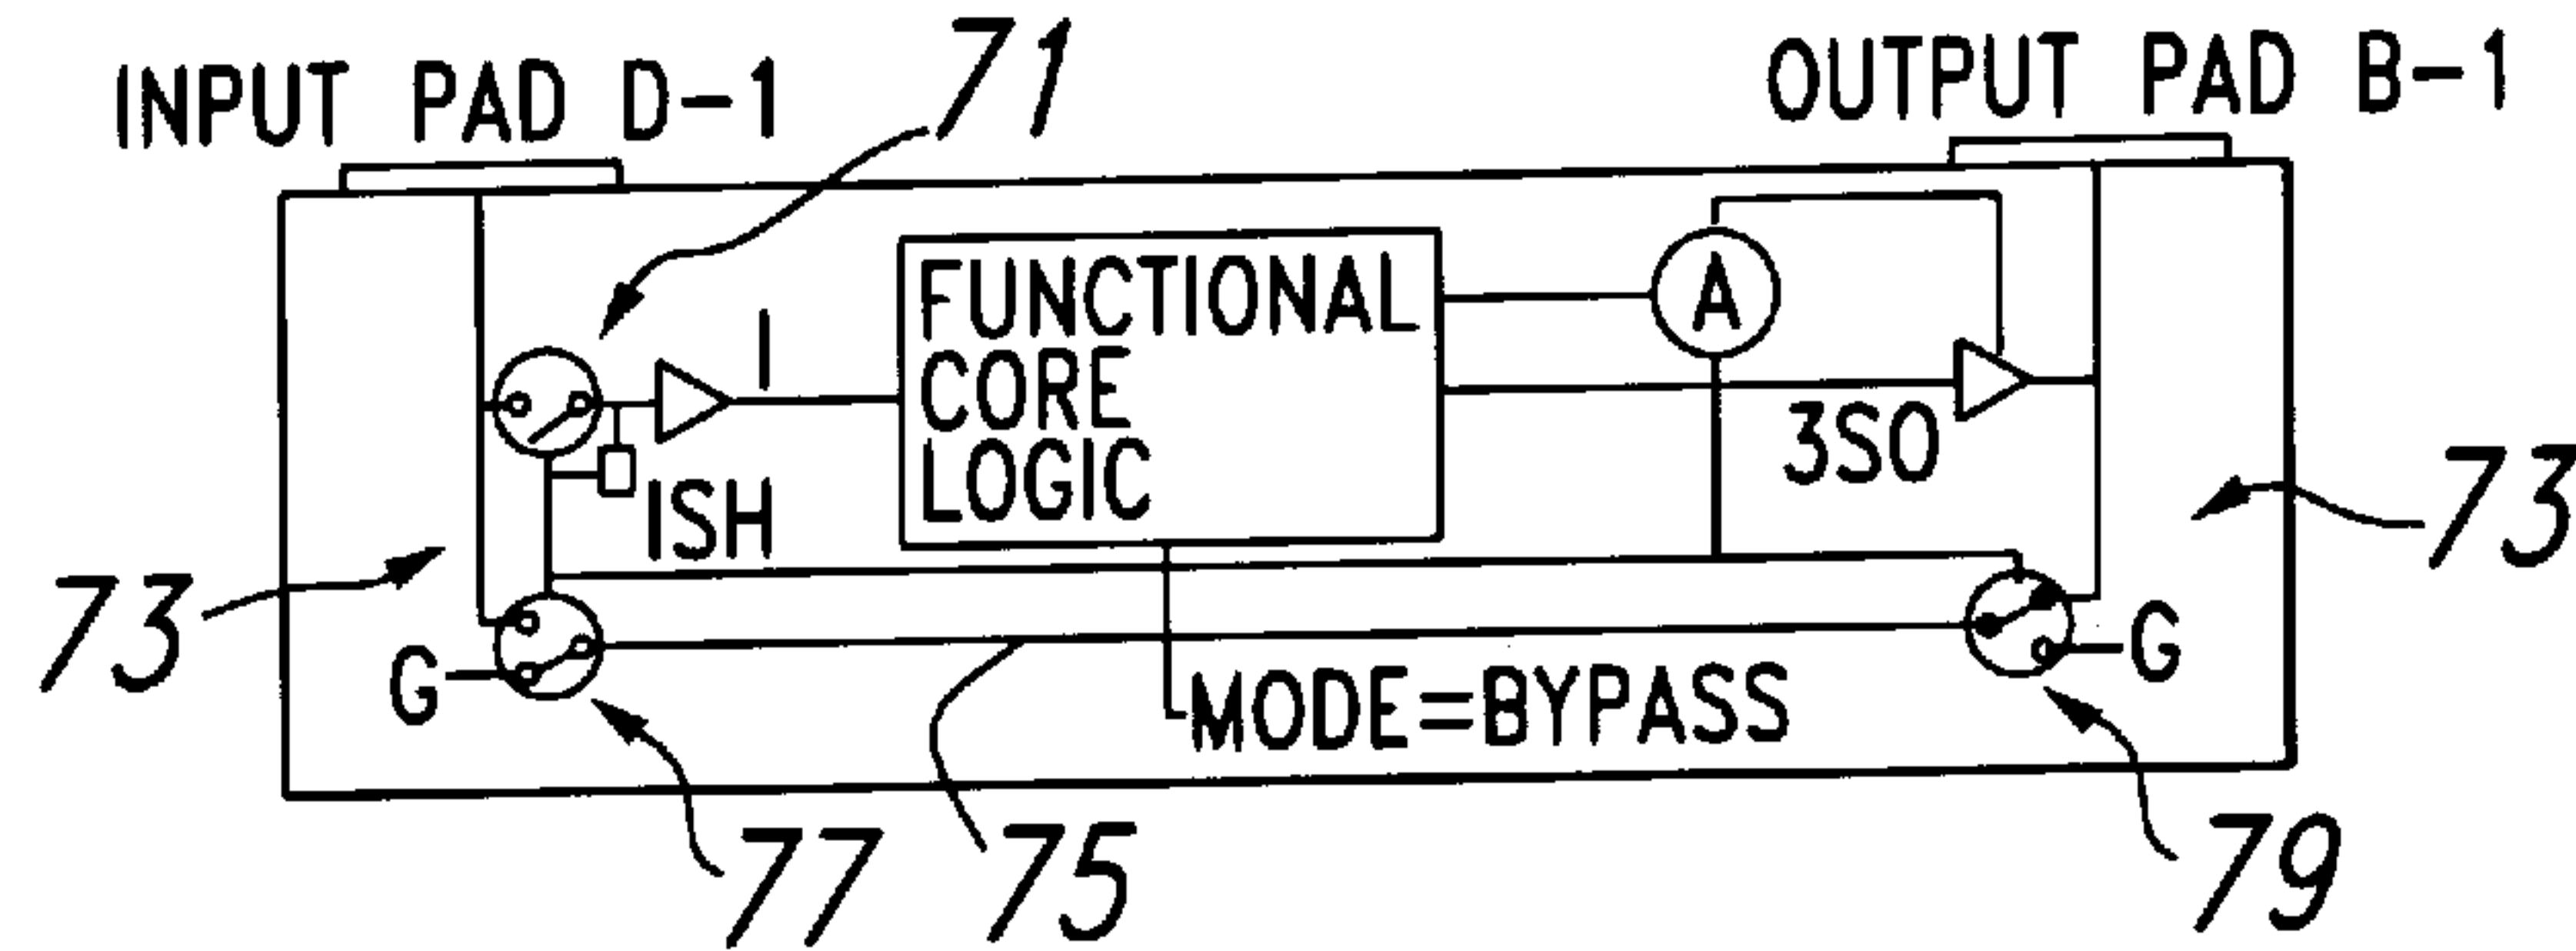 INPUT PAD D-1
71
OUTPUT PAD B-1
A
FUNCTIONAL
CORE
LOGIC
I
3SO
ISH
73
73
G
G
MODE=BYPASS
77
75
79